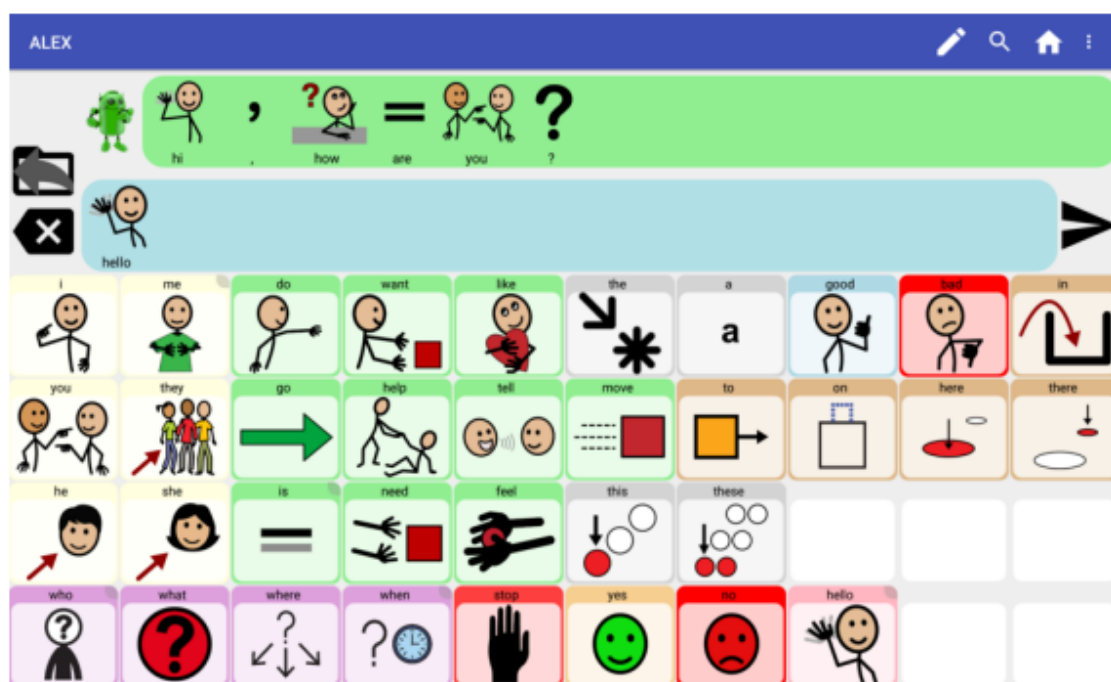 ALEX
hi , how are you ?
hello
i me do want like the a good bad in
a
you they go help tell move to on here there
he she is need feel this these
who what where when stop yes no hello